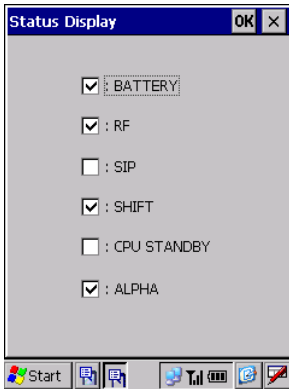 Status Display OK ×
: BATTERY
: RF
: SIP
: SHIFT
: CPU STANDBY
: ALPHA
Start